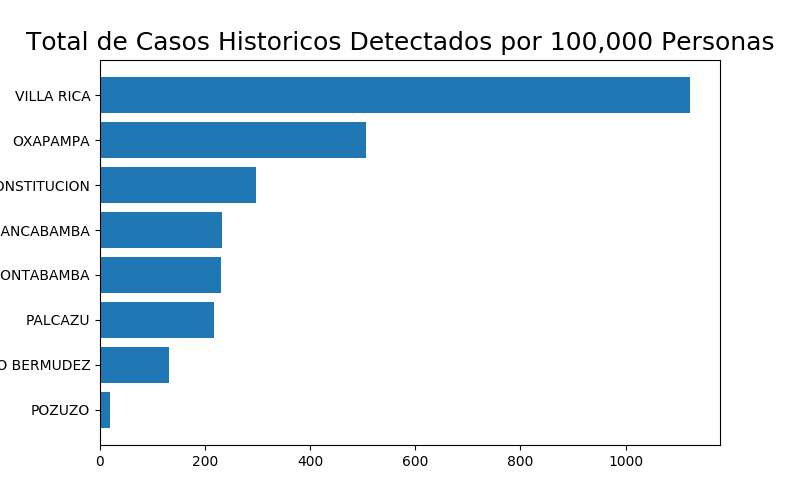 Total de Casos Historicos Detectados por 100,000 Personas
VILLA RICA
OXAPAMPA
ONSTITUCION
ANCABAMBA
ONTABAMBA
PALCAZU
O BERMUDEZ
POZUZO
0 200 400 600 800 1000